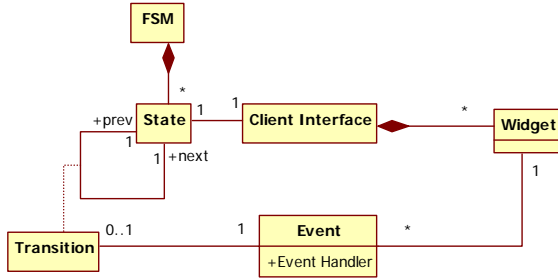 FSM
*
+prev
1
State
1
1
Client Interface
*
Widget
1
+next
1
Transition
0..1
1
Event
+Event Handler
*